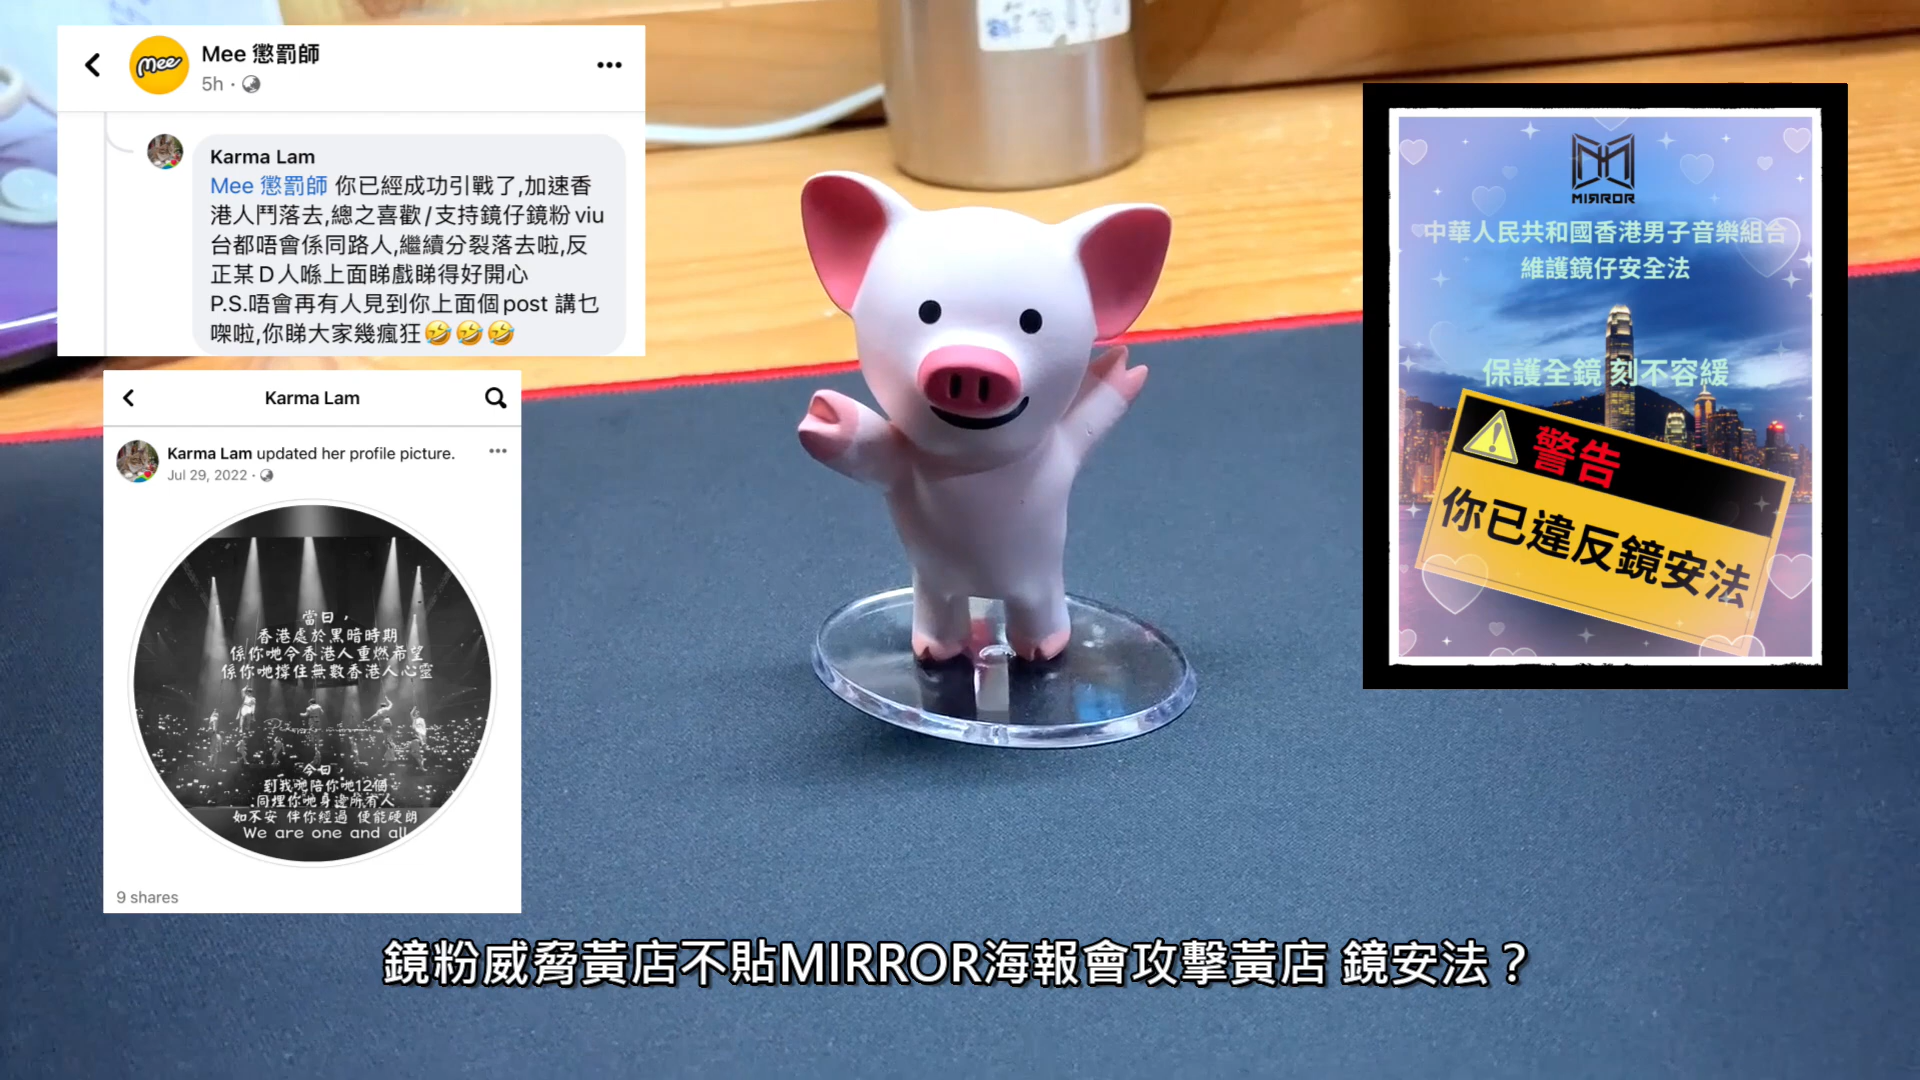 Mee 懲罰師
5h
mee
Karma Lam
Mee 懲罰師 你已經成功引戰了,加速香
港人鬥落去,總之喜歡/支持鏡仔鏡粉 viu
台都唔會係同路人,繼續分裂落去啦,反
正某D人喺上面睇戲睇得好開心
P.S.唔會再有人見到你上面個post 講乜
㗎啦,你睇大家幾瘋狂🤣🤣🤣
Karma Lam
Karma Lam updated her profile picture.
Jul 29, 2022
當日，
香港處於黑暗時期
係你哋令香港人重燃希望
係你哋撐住無數香港人心靈
今日，
到我哋陪你哋12個
同埋你哋身邊所有人
如不安 伴你經過 便能硬朗
We are one and all
9 shares
MIRROR
中華人民共和國香港男子音樂組合
維護鏡仔安全法
保護全鏡 刻不容緩
警告
你已違反鏡安法
鏡粉威脅黃店不貼MIRROR海報會攻擊黃店 鏡安法？